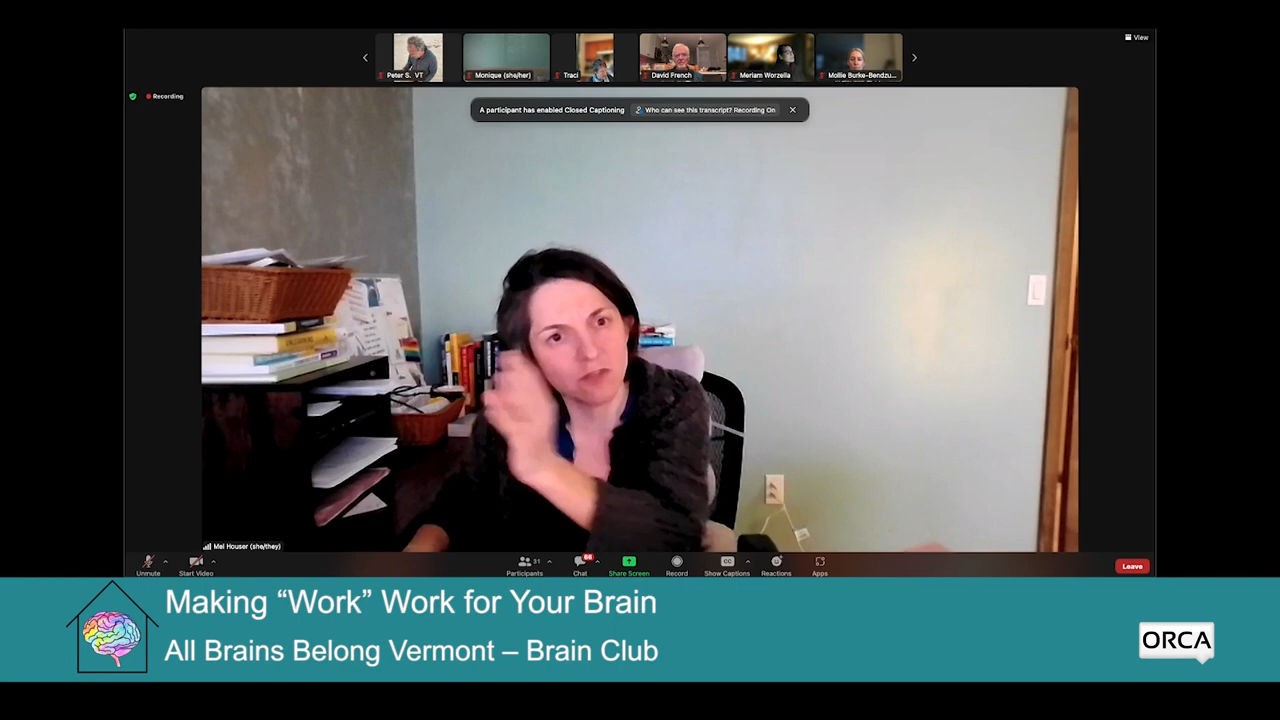 View
Peter S. VT
Monique (she/her)
Traci
David French
Meriam Worzella
Mollie Burke-Bendzu...
Recording
A participant has enabled Closed Captioning
Who can see this transcript? Recording On
Mel Houser (she/they)
Unmute
Start Video
31
Participants
66
Chat
Share Screen
Record
CC
Show Captions
Reactions
Apps
Leave
Making “Work” Work for Your Brain
All Brains Belong Vermont – Brain Club
ORCA